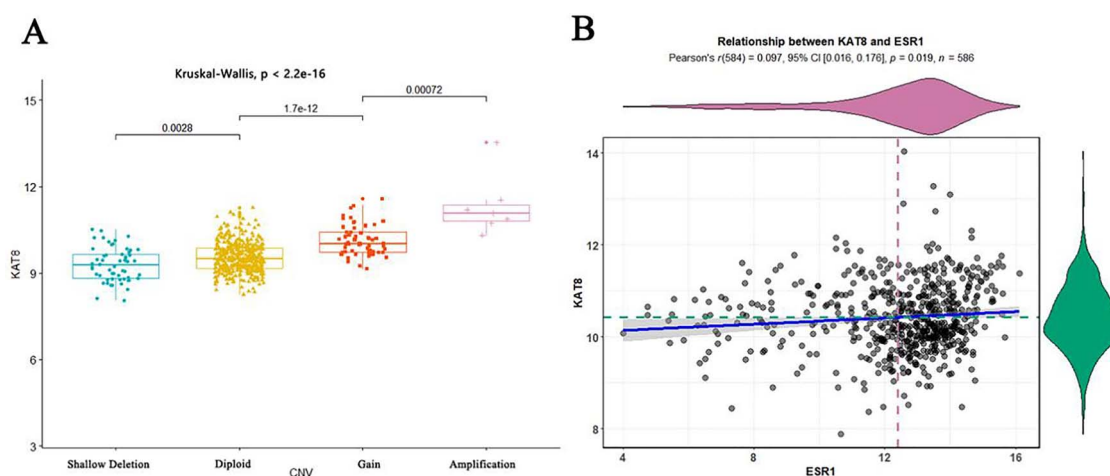 A
Kruskal-Wallis, p < 2.2e-16
15
12
9
6
3
KAT8
0.0028
1.7e-12
0.00072
Shallow Deletion
Diploid
Gain
Amplification
CNV
B
Relationship between KAT8 and ESR1
Pearson's r(584) = 0.097, 95% CI [0.016, 0.176], p = 0.019, n = 586
14
12
10
8
KAT8
4
8
12
16
ESR1